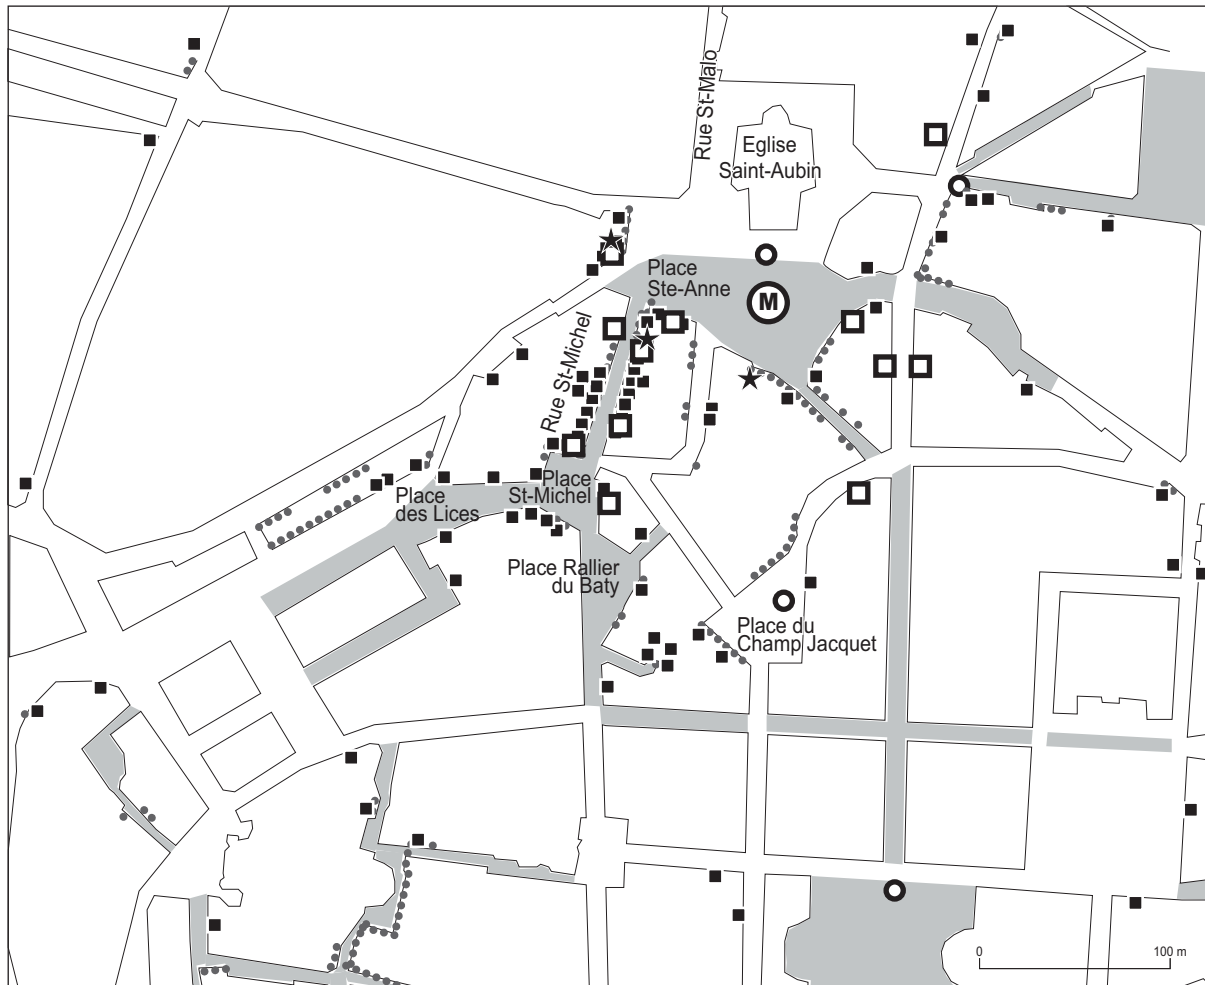 Rue St-Malo
Eglise
Saint-Aubin
Place
Ste-Anne
M
Rue St-Michel
Place
St-Michel
Place
des Lices
Place Rallier
du Baty
Place du
Champ Jacquet
0 100 m